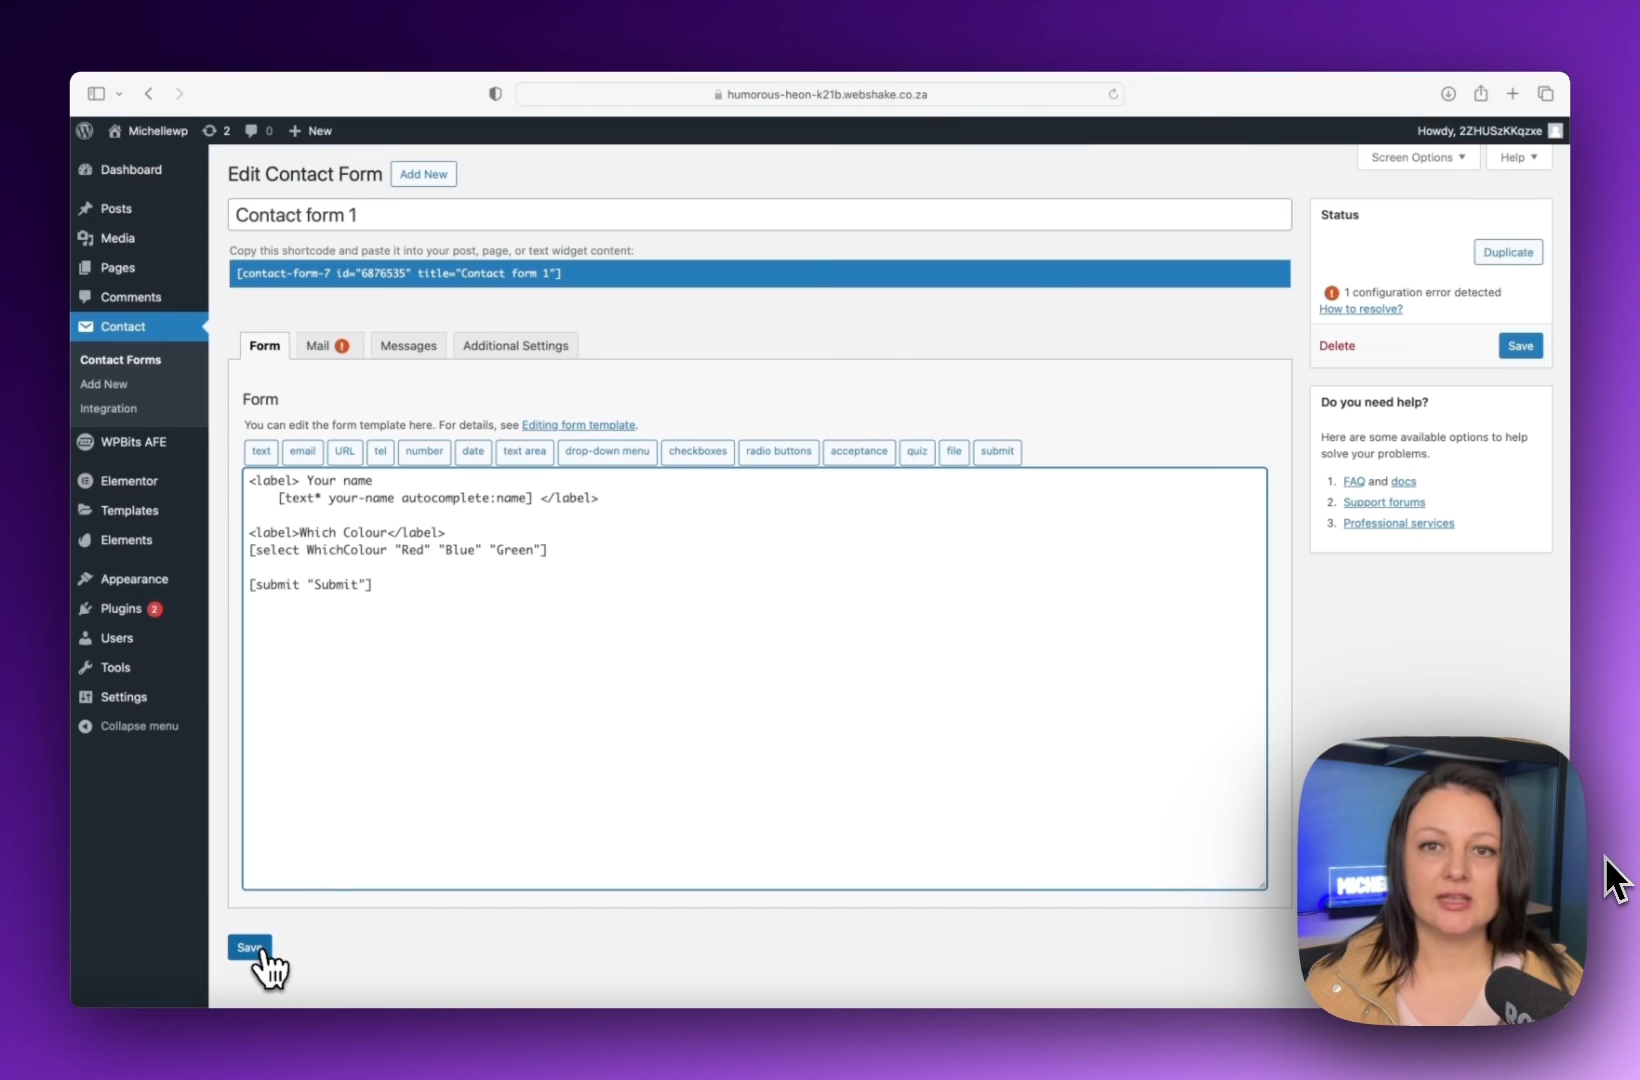 humorous-heon-k21b.webshake.co.za
Michellewp 2 0 New
Howdy, 2ZHUSzKKqzxe
Screen Options
Help
Dashboard
Posts
Media
Pages
Comments
Contact
Contact Forms
Add New
Integration
WPBits AFE
Elementor
Templates
Elements
Appearance
Plugins 2
Users
Tools
Settings
Collapse menu
Edit Contact Form
Add New
Contact form 1
Copy this shortcode and paste it into your post, page, or text widget content:
[contact-form-7 id="6876535" title="Contact form 1"]
Form
Mail !
Messages
Additional Settings
Form
You can edit the form template here. For details, see Editing form template.
text
email
URL
tel
number
date
text area
drop-down menu
checkboxes
radio buttons
acceptance
quiz
file
submit
<label> Your name
[text* your-name autocomplete:name] </label>
<label>Which Colour</label>
[select WhichColour "Red" "Blue" "Green"]
[submit "Submit"]
Save
Status
Duplicate
! 1 configuration error detected
How to resolve?
Delete
Save
Do you need help?
Here are some available options to help
solve your problems.
1. FAQ and docs
2. Support forums
3. Professional services